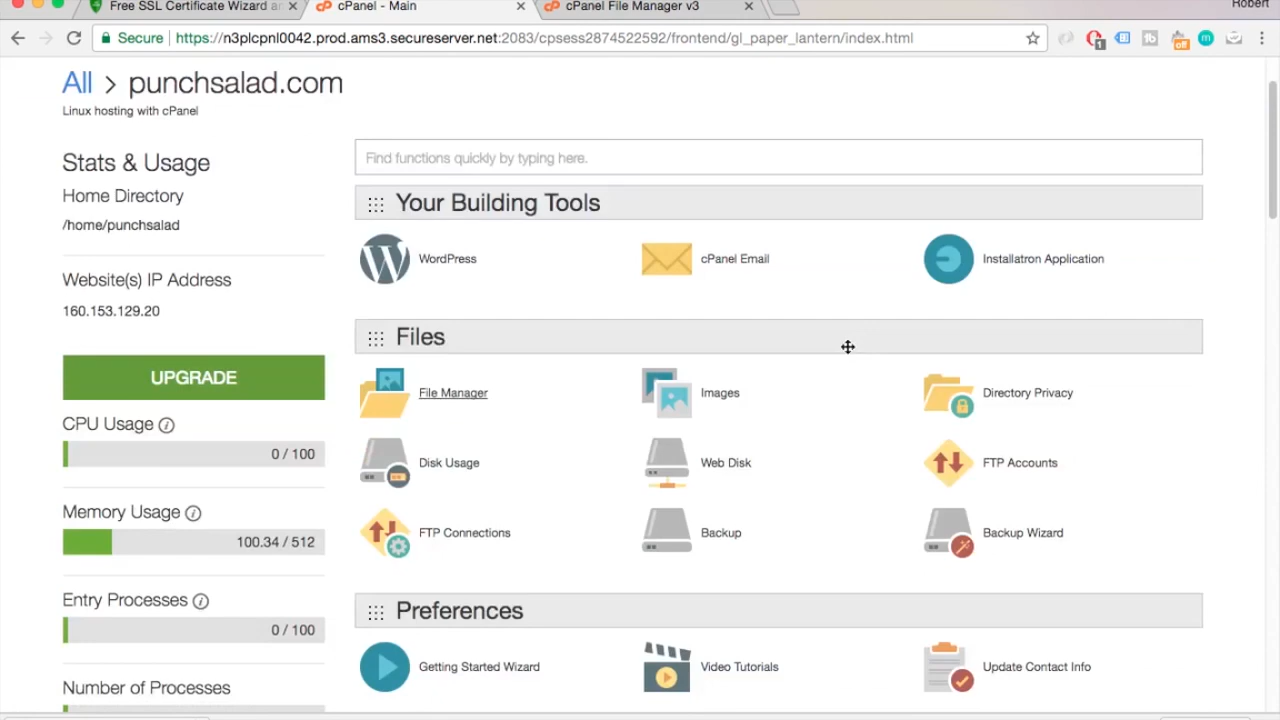 Free SSL Certificate Wizard an
cPanel - Main
cPanel File Manager v3
Robert
Secure
https://n3plcpnl0042.prod.ams3.secureserver.net:2083/cpsess2874522592/frontend/gl_paper_lantern/index.html
All > punchsalad.com
Linux hosting with cPanel
Stats & Usage
Home Directory
/home/punchsalad
Website(s) IP Address
160.153.129.20
UPGRADE
CPU Usage
0 / 100
Memory Usage
100.34 / 512
Entry Processes
0 / 100
Number of Processes
Find functions quickly by typing here.
Your Building Tools
WordPress
cPanel Email
Installatron Application
Files
File Manager
Images
Directory Privacy
Disk Usage
Web Disk
FTP Accounts
FTP Connections
Backup
Backup Wizard
Preferences
Getting Started Wizard
Video Tutorials
Update Contact Info